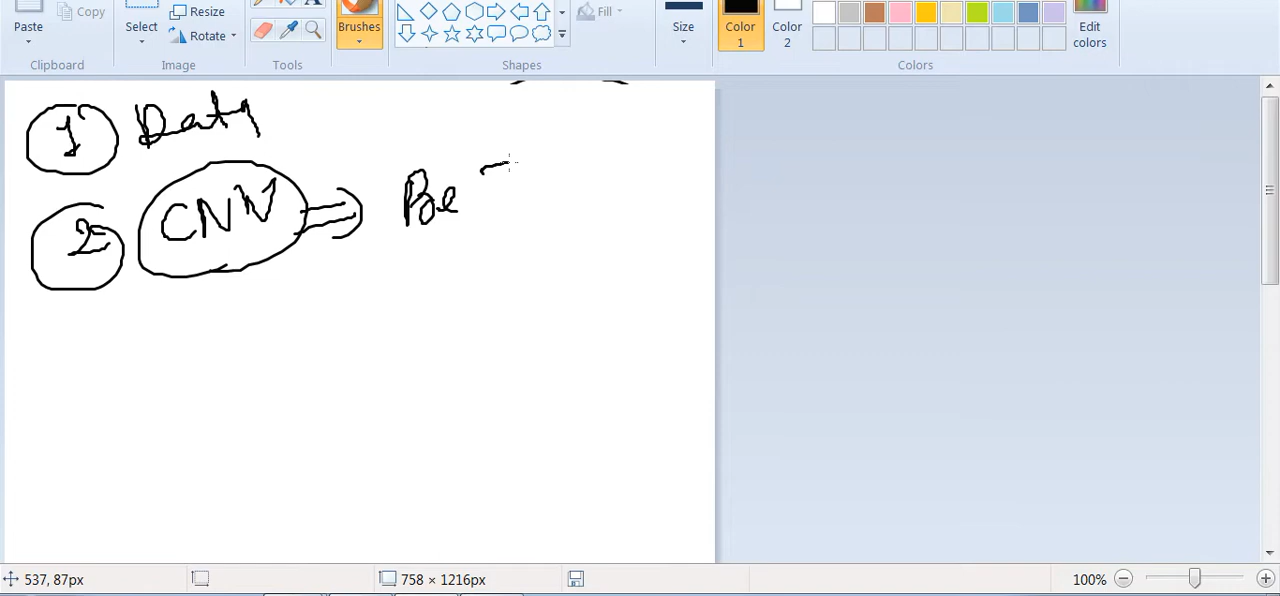 Paste
Copy
Select
Resize
Rotate
Brushes
Fill
Size
Color 1
Color 2
Edit colors
Clipboard
Image
Tools
Shapes
Colors
1 Data
2 CNN ⇒ Be
537, 87px
758 × 1216px
100%